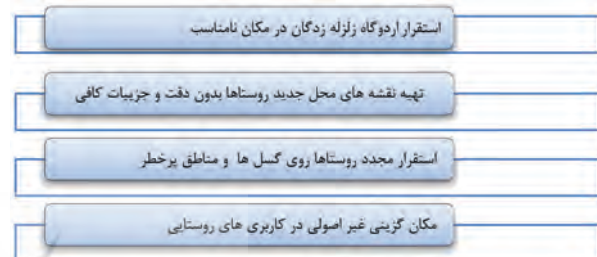 استقرار اردوگاه زلزله زدگان در مکان نامناسب
تهیه نقشه های محل جدید روستاها بدون دقت و جزییات کافی
استقرار مجدد روستاها روی گسل ها و مناطق پرخطر
مکان گزینی غیر اصولی در کاربری های روستایی